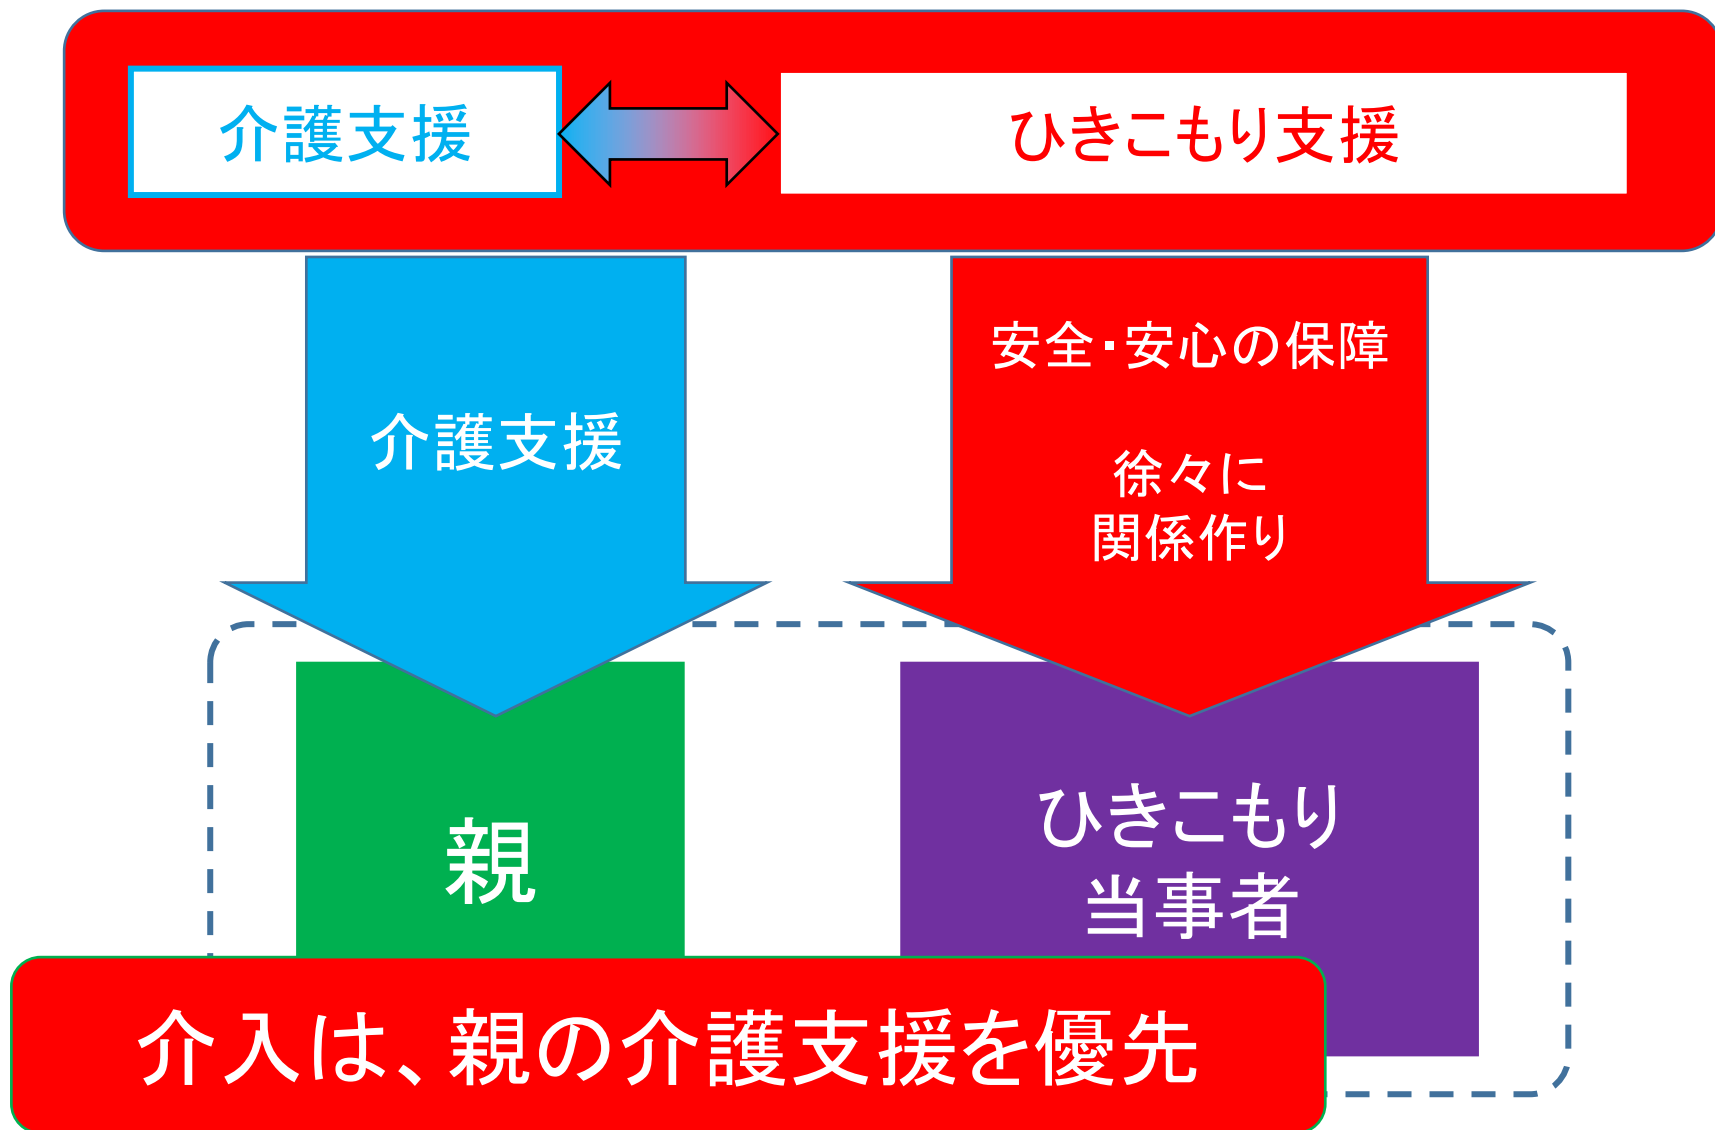 介護支援
ひきこもり支援
介護支援
安全・安心の保障
徐々に
関係作り
親
ひきこもり
当事者
介入は、親の介護支援を優先